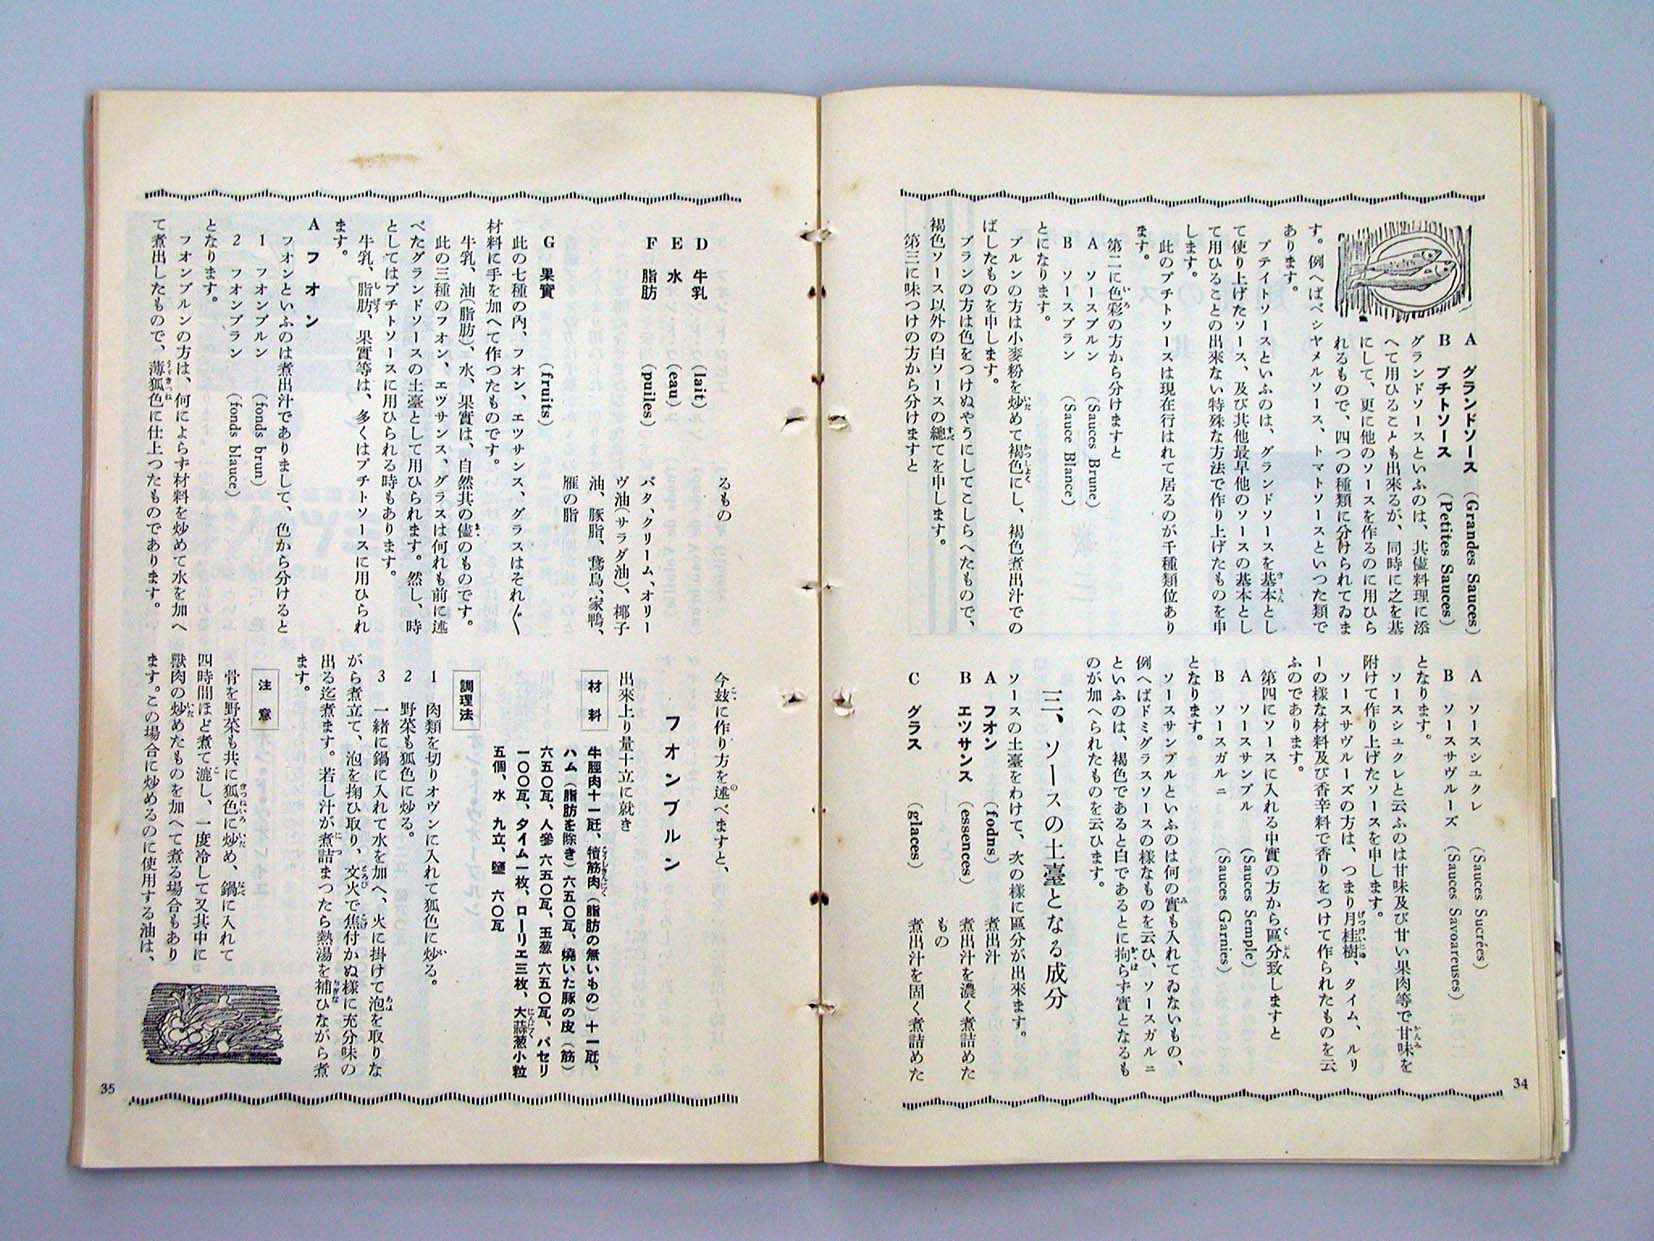 A　グランドソース　(Grandes Sauces)
B　プチトソース　(Petites Sauces)
グランドソースといふのは、其儘料理に添
へて用ひることも出來るが、同時に之を基
にして、更に他のソースを作るのに用ひら
れるもので、四つの種類に分けられてゐま
す。例へばベシヤメルソース、トマトソースといつた類で
あります。
プテイトソースといふのは、グランドソースを基本とし
て使り上げたソース、及び其他最早他のソースの基本とし
て用ひることの出來ない特殊な方法で作り上げたものを申
します。
此のプチトソースは現在行はれて居るのが千種類位あり
ます。
第二に色彩の方から分けますと
A　ソースブルン　(Sauces Brune)
B　ソースブラン　(Sauce Blance)
とになります。
ブルンの方は小麥粉を炒めて褐色にし、褐色煮出汁での
ばしたものを申します。
ブランの方は色をつけぬやうにしてこしらへたもので、
褐色ソース以外の白ソースの總てを申します。
第三に味つけの方から分けますと
A　ソースシユクレ　(Sauces Sucrées)
B　ソースサヴルーズ　(Sauces Savoareuses)
となります。
ソースシユクレと云ふのは甘味及び甘い果肉等で甘味を
附けて作り上げたソースを申します。
ソースサヴルーズの方は、つまり月桂樹、タイム、ルリ
ーの樣な材料及び香辛料で香りをつけて作られたものを云
ふのであります。
第四にソースに入れる中實の方から區分致しますと
A　ソースサンプル　(Sauces Semple)
B　ソースガルニ　(Sauces Garnies)
となります。
ソースサンプルといふのは何の實も入れてゐないもの、
例へばドミグラスソースの樣なものを云ひ、ソースガルニ
といふのは、褐色であると白であるとに拘らず實となるも
のが加へられたものを云ひます。
三、ソースの土臺となる成分
ソースの土臺をわけて、次の樣に區分が出來ます。
A　フオン　(fodns)　煮出汁
B　エツサンス　(essences)　煮出汁を濃く煮詰めた
もの
C　グラス　(glaces)　煮出汁を固く煮詰めた
34
るもの
D　牛乳　(lait)
E　水　(eau)
F　脂肪　(puiles)　バタ、クリーム、オリー
ヴ油(サラダ油)、椰子
油、豚脂、鵞鳥、家鴨、
雁の脂
G　果實　(fruits)
此の七種の內、フオン、エツサンス、グラスはそれ〲
材料に手を加へて作つたものです。
牛乳、油(脂肪)、水、果實は、自然其の儘のものです。
此の三種のフオン、エツサンス、グラスは何れも前に述
べたグランドソースの土臺として用ひられます。然し、時
としてはプチトソースに用ひられる時もあります。
牛乳、脂肪、果實等は、多くはプチトソースに用ひられ
ます。
A　フオン
フオンといふのは煮出汁でありまして、色から分けると
1　フオンブルン　(fonds brun)
2　フオンブラン　(fonds blauce)
となります。
フオンブルンの方は、何によらず材料を炒めて水を加へ
て煮出したもので、薄狐色に仕上つたものであります。
今玆に作り方を述べますと、
フオンブルン
出來上り量十立に就き
材料
牛脛肉十一瓩、犢筋肉(脂肪の無いもの)十一瓩、
ハム(脂肪を除き)六五〇瓦、燒いた豚の皮(筋)
六五〇瓦、人參 六五〇瓦、玉葱 六五〇瓦、パセリ
一〇〇瓦、タイム一枚、ローリエ三枚、大蒜葱小粒
五個、水 九立、鹽 六〇瓦
調理法
1　肉類を切りオヴンに入れて狐色に炒る。
2　野菜も狐色に炒る。
3　一緒に鍋に入れて水を加へ、火に掛けて泡を取りな
がら煮立て、泡を掬ひ取り、文火で焦付かぬ樣に充分味の
出る迄煮ます。若し汁が煮詰まつたら熱湯を補ひながら煮
ます。
注意
骨を野菜も共に狐色に炒め、鍋に入れて
四時間ほど煮て漉し、一度冷して又其中に
獸肉の炒めたものを加へて煮る場合もあり
ます。この場合に炒めるのに使用する油は、
35